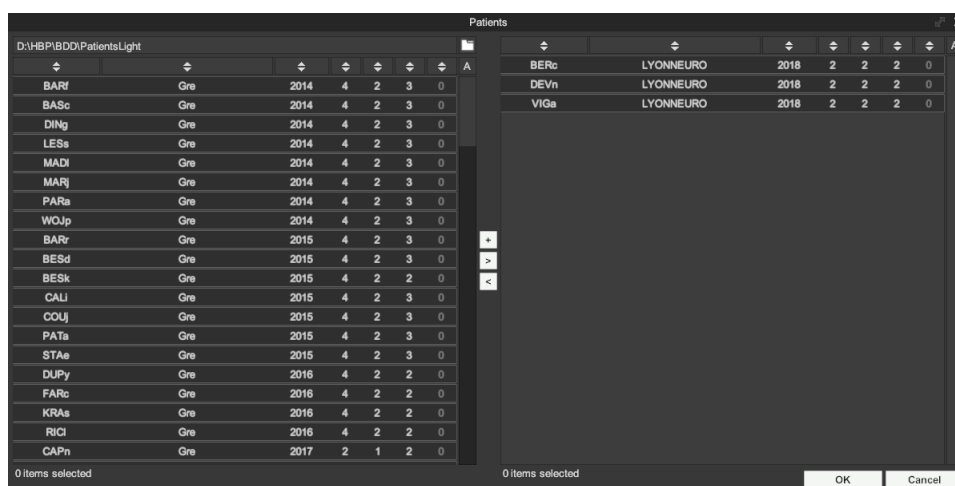 Patients
D:\HBP\BDD\PatientsLight
A
BARf Gre 2014 4 2 3 0
BASc Gre 2014 4 2 3 0
DINg Gre 2014 4 2 3 0
LESs Gre 2014 4 2 3 0
MADl Gre 2014 4 2 3 0
MARj Gre 2014 4 2 3 0
PARa Gre 2014 4 2 3 0
WOJp Gre 2014 4 2 3 0
BARr Gre 2015 4 2 3 0
BESd Gre 2015 4 2 3 0
BESk Gre 2015 4 2 2 0
CALi Gre 2015 4 2 3 0
COUj Gre 2015 4 2 3 0
PATa Gre 2015 4 2 3 0
STAe Gre 2015 4 2 3 0
DUPy Gre 2016 4 2 2 0
FARc Gre 2016 4 2 2 0
KRAs Gre 2016 4 2 2 0
RICl Gre 2016 4 2 2 0
CAPn Gre 2017 2 1 2 0
0 items selected
+
>
<
A
BERc LYONNEURO 2018 2 2 2 0
DEVn LYONNEURO 2018 2 2 2 0
VIGa LYONNEURO 2018 2 2 2 0
0 items selected
OK Cancel